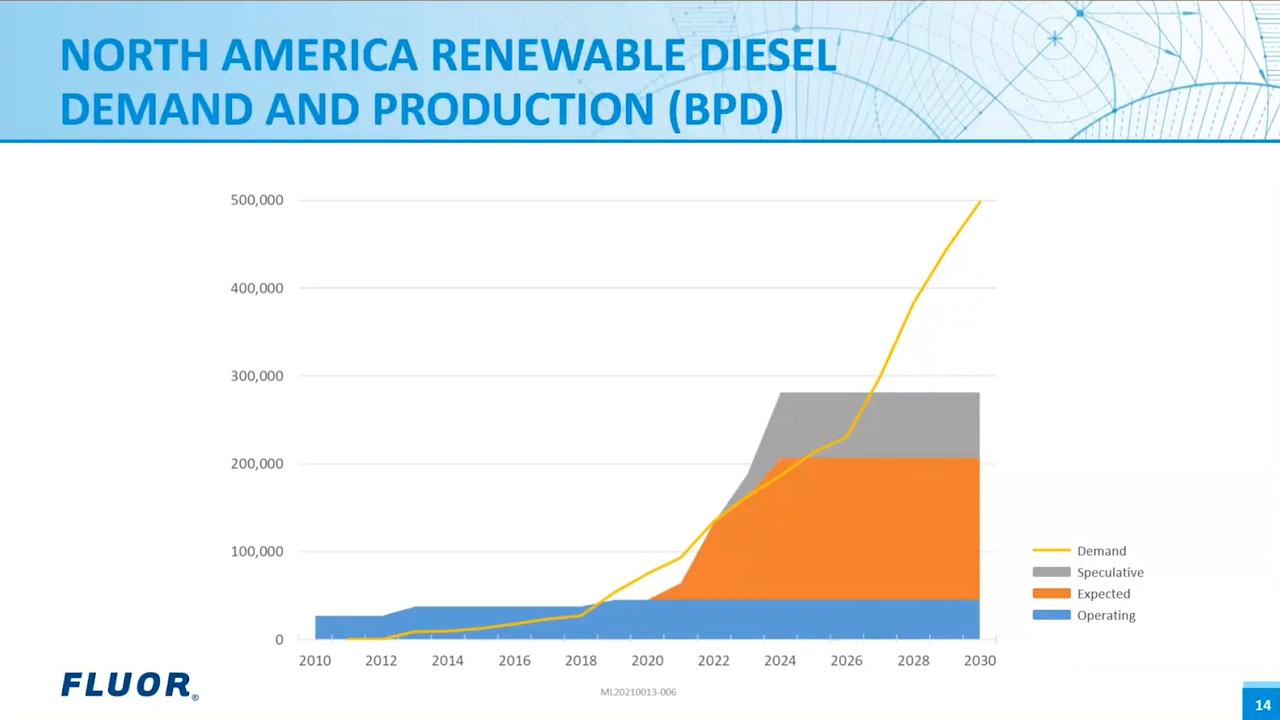 NORTH AMERICA RENEWABLE DIESEL
DEMAND AND PRODUCTION (BPD)
500,000
400,000
300,000
200,000
100,000
0
2010 2012 2014 2016 2018 2020 2022 2024 2026 2028 2030
Demand
Speculative
Expected
Operating
FLUOR®
ML20210013-006
14